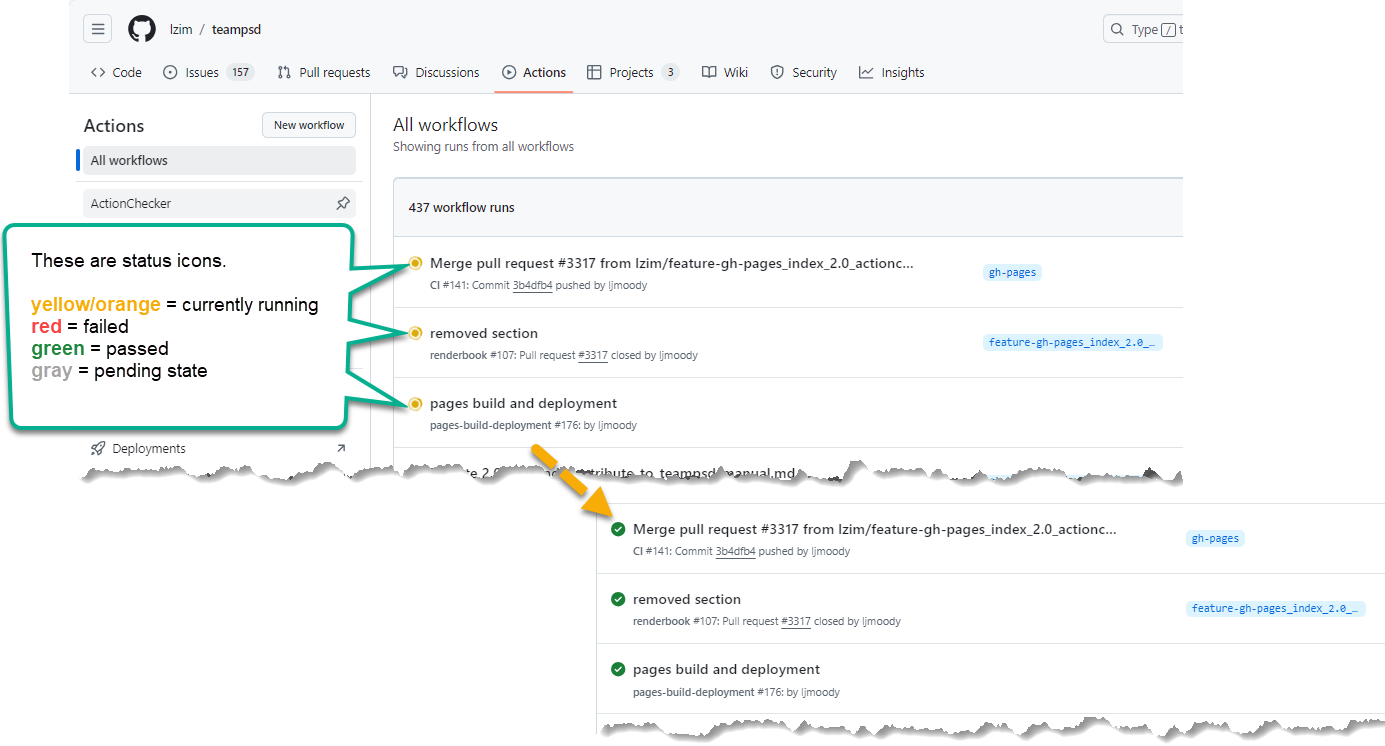 lzim / teampsd
Type / t
Code
Issues 157
Pull requests
Discussions
Actions
Projects 3
Wiki
Security
Insights
Actions
New workflow
All workflows
ActionChecker
Deployments
These are status icons.
yellow/orange = currently running
red = failed
green = passed
gray = pending state
All workflows
Showing runs from all workflows
437 workflow runs
Merge pull request #3317 from lzim/feature-gh-pages_index_2.0_actionc...
CI #141: Commit 3b4dfb4 pushed by ljmoody
gh-pages
removed section
renderbook #107: Pull request #3317 closed by ljmoody
feature-gh-pages_index_2.0_…
pages build and deployment
pages-build-deployment #176: by ljmoody
Merge pull request #3317 from lzim/feature-gh-pages_index_2.0_actionc...
CI #141: Commit 3b4dfb4 pushed by ljmoody
gh-pages
removed section
renderbook #107: Pull request #3317 closed by ljmoody
feature-gh-pages_index_2.0_…
pages build and deployment
pages-build-deployment #176: by ljmoody